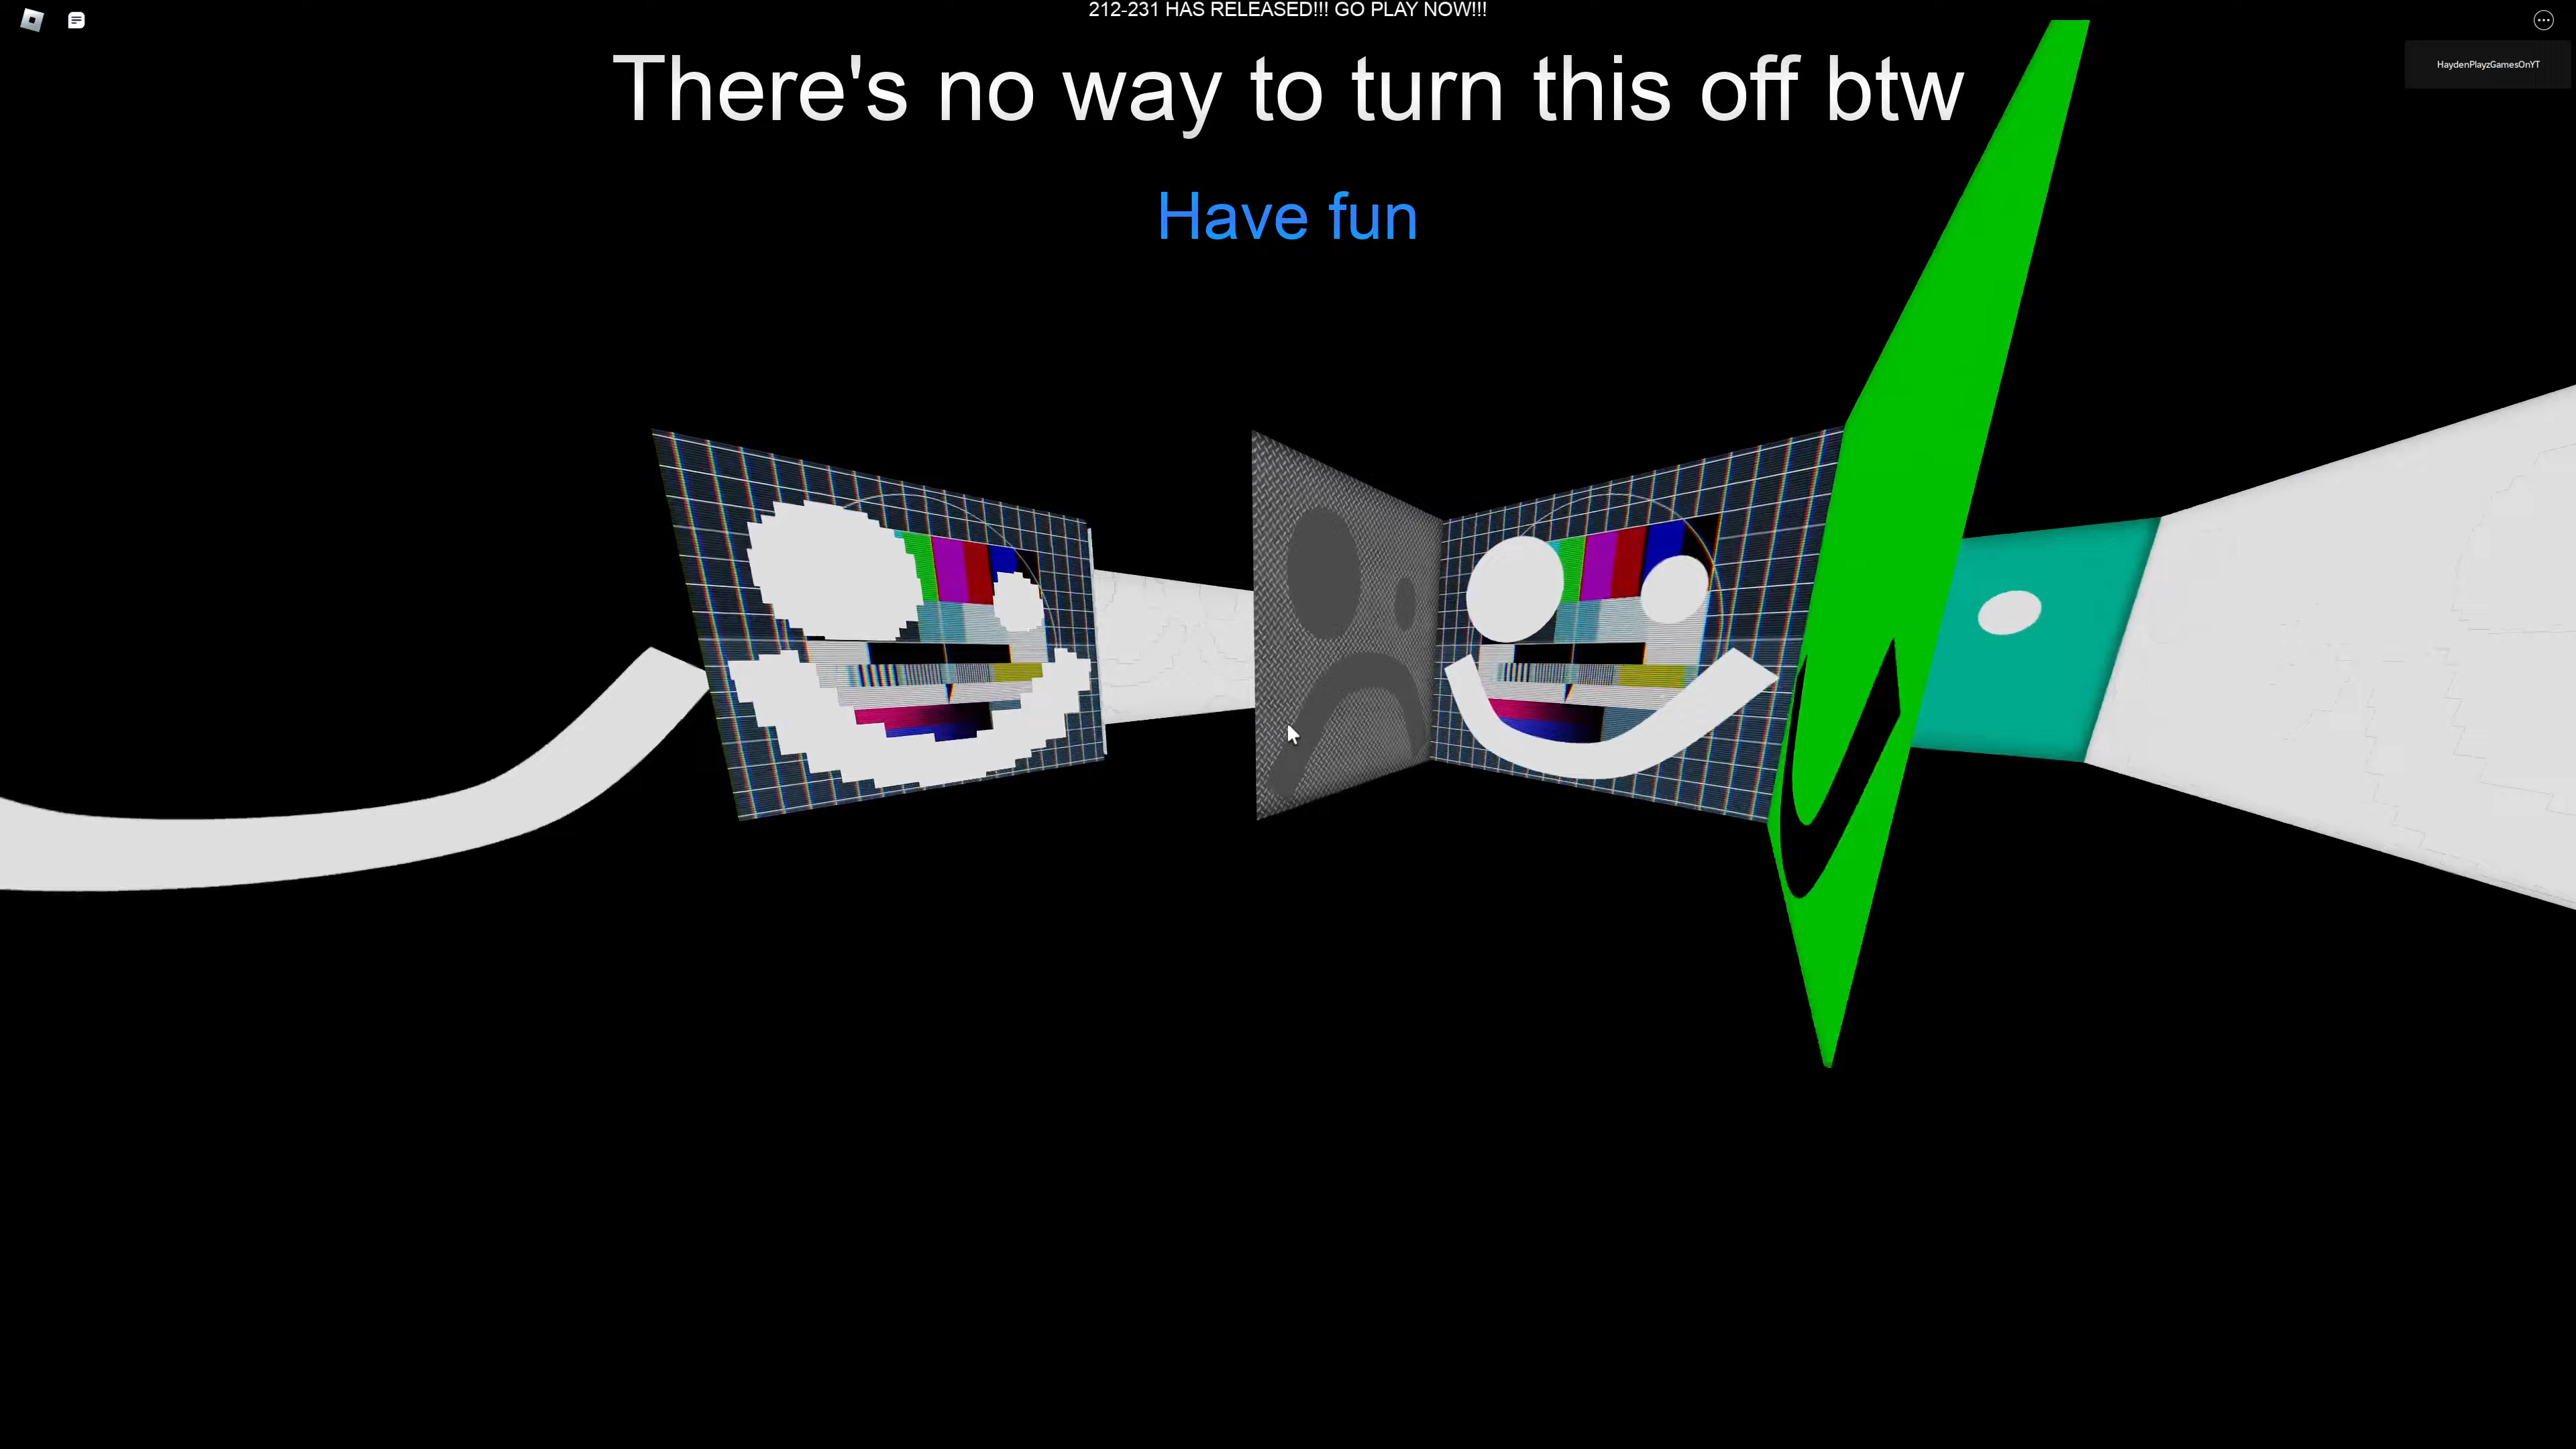 212-231 HAS RELEASED!!! GO PLAY NOW!!!
There's no way to turn this off btw
HaydenPlayzGamesOnYT
Have fun